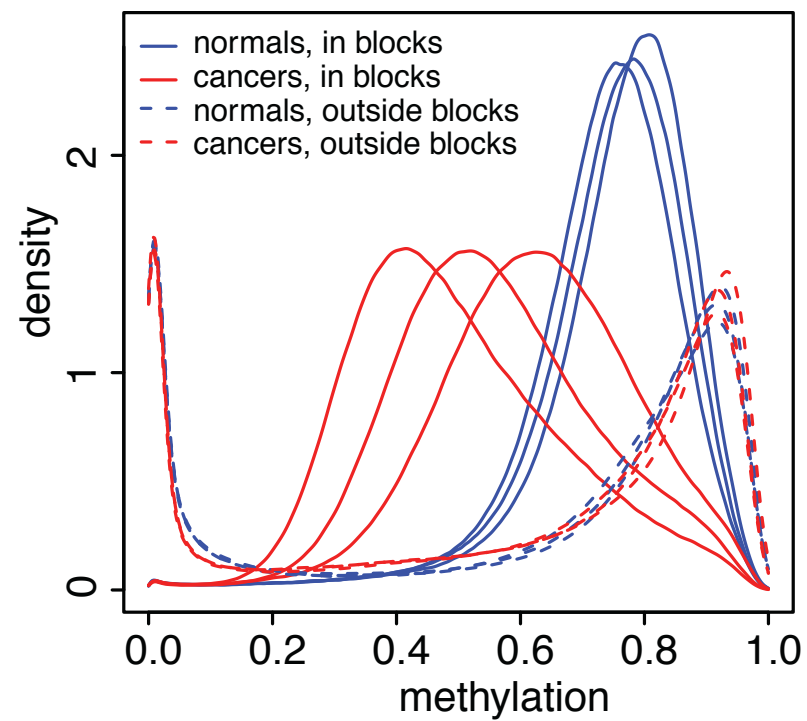 normals, in blocks
cancers, in blocks
normals, outside blocks
cancers, outside blocks
density
2
1
0
0.0 0.2 0.4 0.6 0.8 1.0
methylation